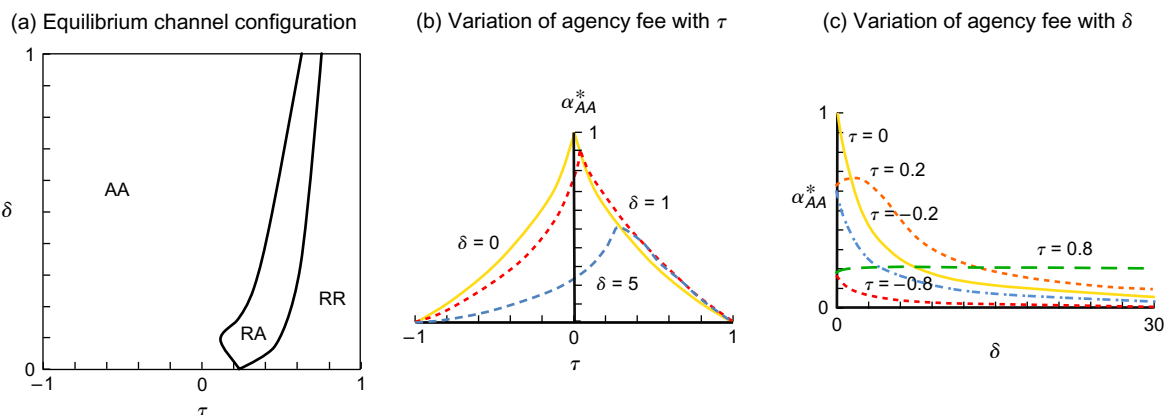 (a) Equilibrium channel configuration
1
δ
AA
RA
RR
0
−1
0
1
τ
(b) Variation of agency fee with τ
α*AA
1
δ = 0
δ = 1
δ = 5
−1
0
1
τ
(c) Variation of agency fee with δ
1
α*AA
τ = 0
τ = 0.2
τ = −0.2
τ = 0.8
τ = −0.8
0
0
30
δ